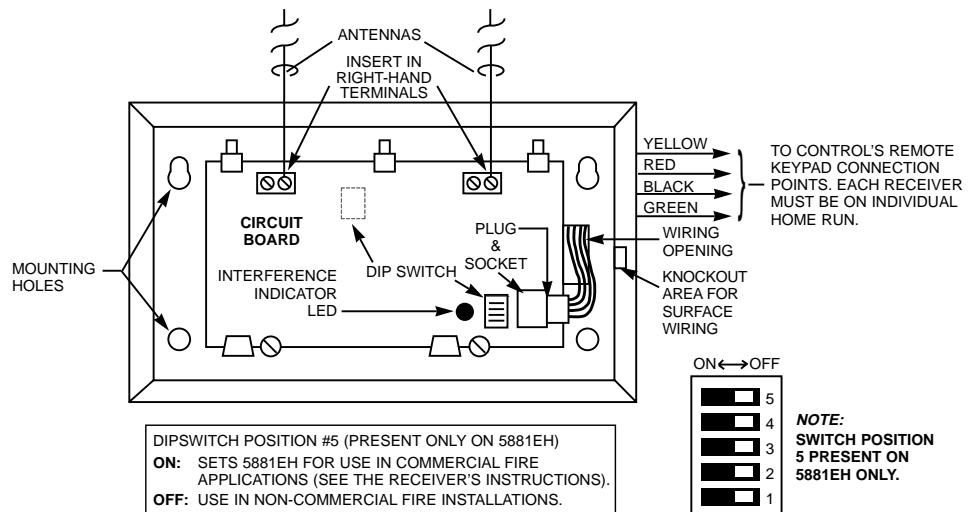 ANTENNAS
INSERT IN
RIGHT-HAND
TERMINALS
YELLOW
RED
BLACK
GREEN
TO CONTROL'S REMOTE
KEYPAD CONNECTION
POINTS. EACH RECEIVER
MUST BE ON INDIVIDUAL
HOME RUN.
CIRCUIT
BOARD
PLUG
&
SOCKET
WIRING
OPENING
MOUNTING
HOLES
DIP SWITCH
INTERFERENCE
INDICATOR
LED
KNOCKOUT
AREA FOR
SURFACE
WIRING
ON OFF
5
4
3
2
1
NOTE:
SWITCH POSITION
5 PRESENT ON
5881EH ONLY.
DIPSWITCH POSITION #5 (PRESENT ONLY ON 5881EH)
ON: SETS 5881EH FOR USE IN COMMERCIAL FIRE
APPLICATIONS (SEE THE RECEIVER'S INSTRUCTIONS).
OFF: USE IN NON-COMMERCIAL FIRE INSTALLATIONS.